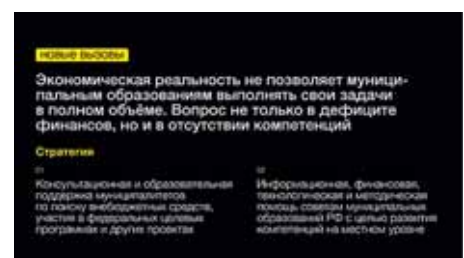 новые вызовы
Экономическая реальность не позволяет муници-
пальным образованиям выполнять свои задачи
в полном объёме. Вопрос не только в дефиците
финансов, но и в отсутствии компетенций
Стратегия
01
Консультационная и образовательная
поддержка муниципалитетов
по поиску внебюджетных средств,
участия в федеральных целевых
программах и других проектах
02
Информационная, финансовая,
технологическая и методическая
помощь советам муниципальных
образований РФ с целью развития
компетенций на местном уровне